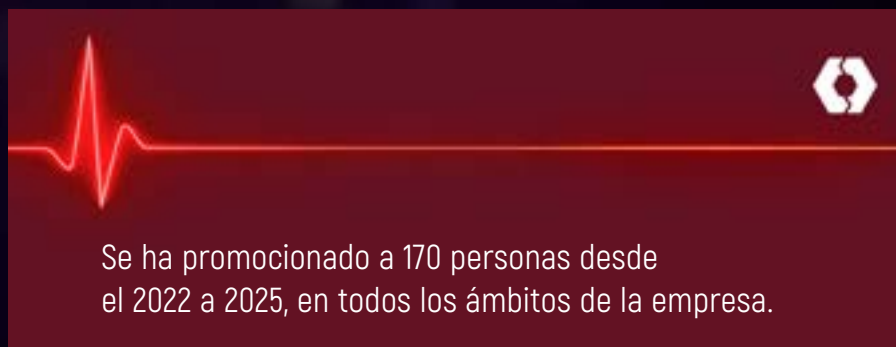 Se ha promocionado a 170 personas desde
el 2022 a 2025, en todos los ámbitos de la empresa.